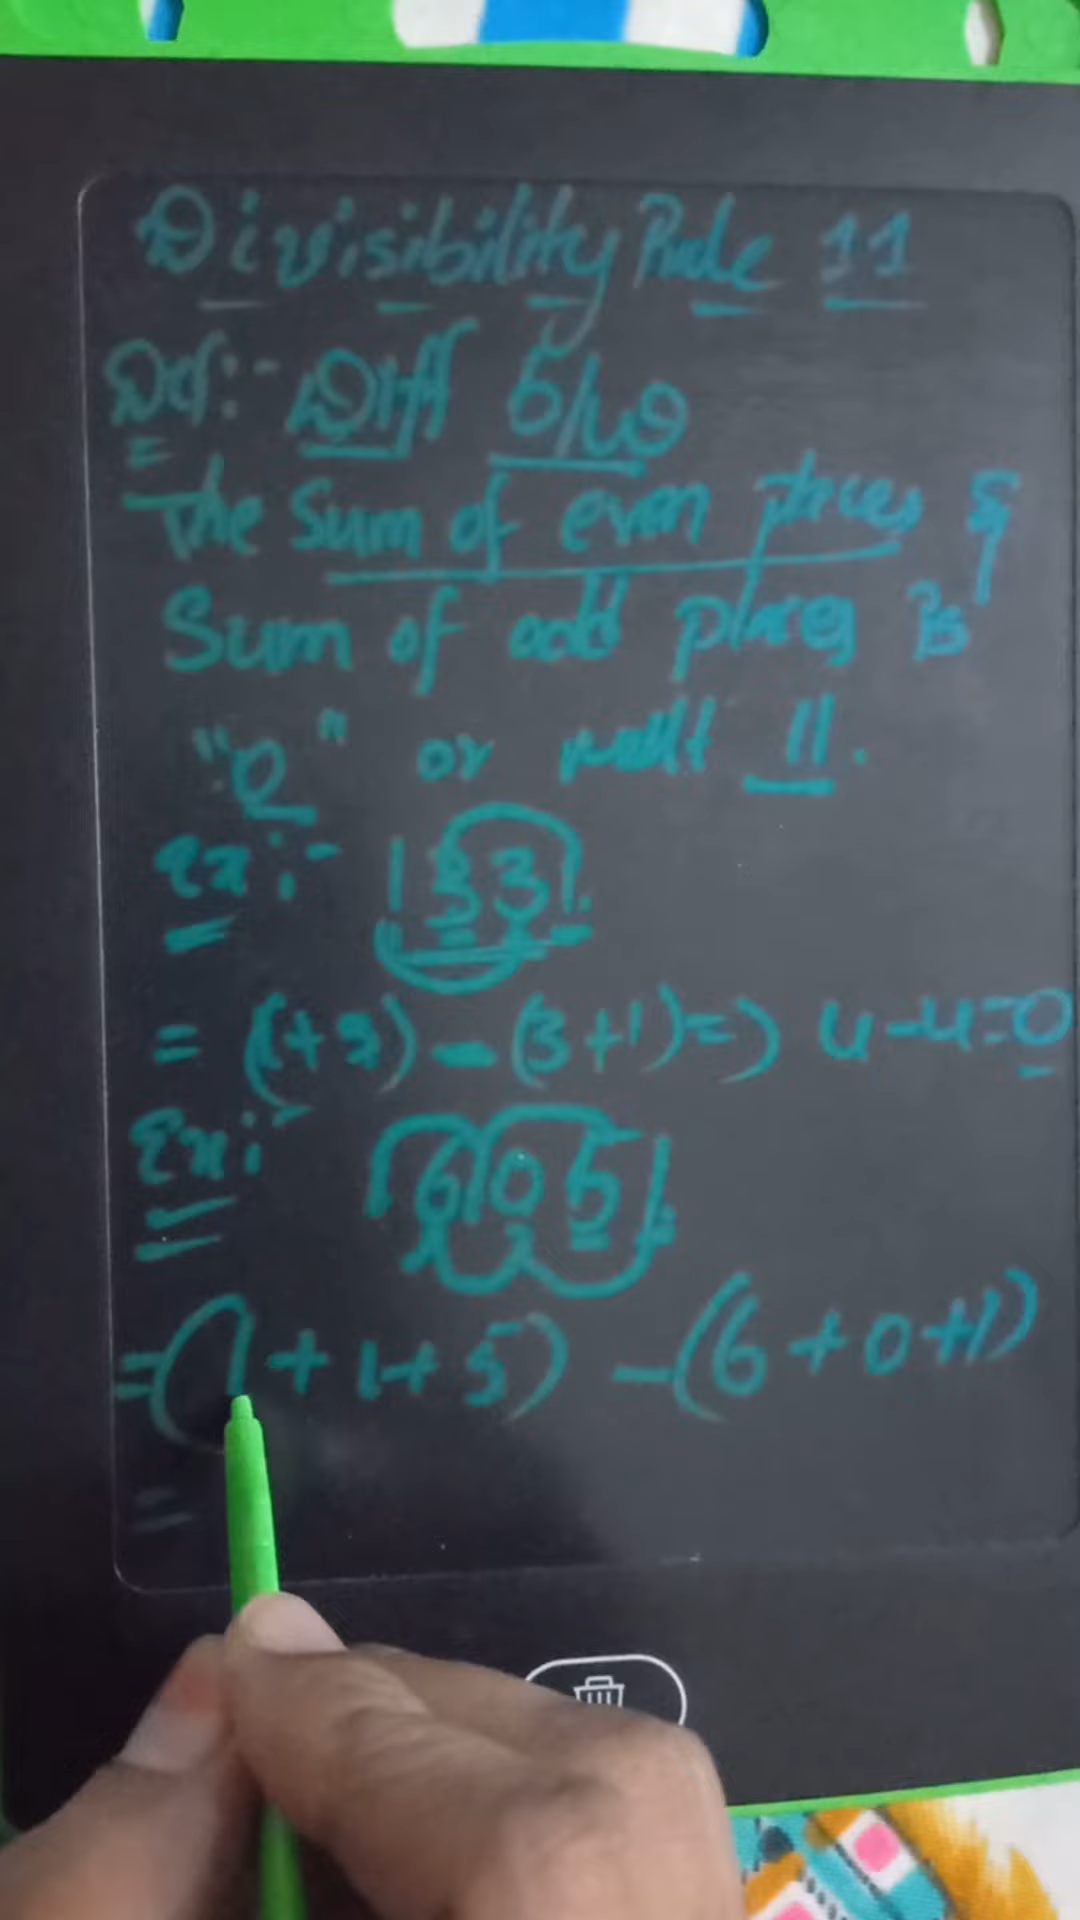 Divisibility Rule 11
Def:- Diff b/w
The Sum of even places &
Sum of odd places is
"0" or mult 11.
Ex:- 1331.
= (1+3) - (3+1) => 4-4=0
Ex:- 161051.
=(1+1+5) -(6+0+1)
=